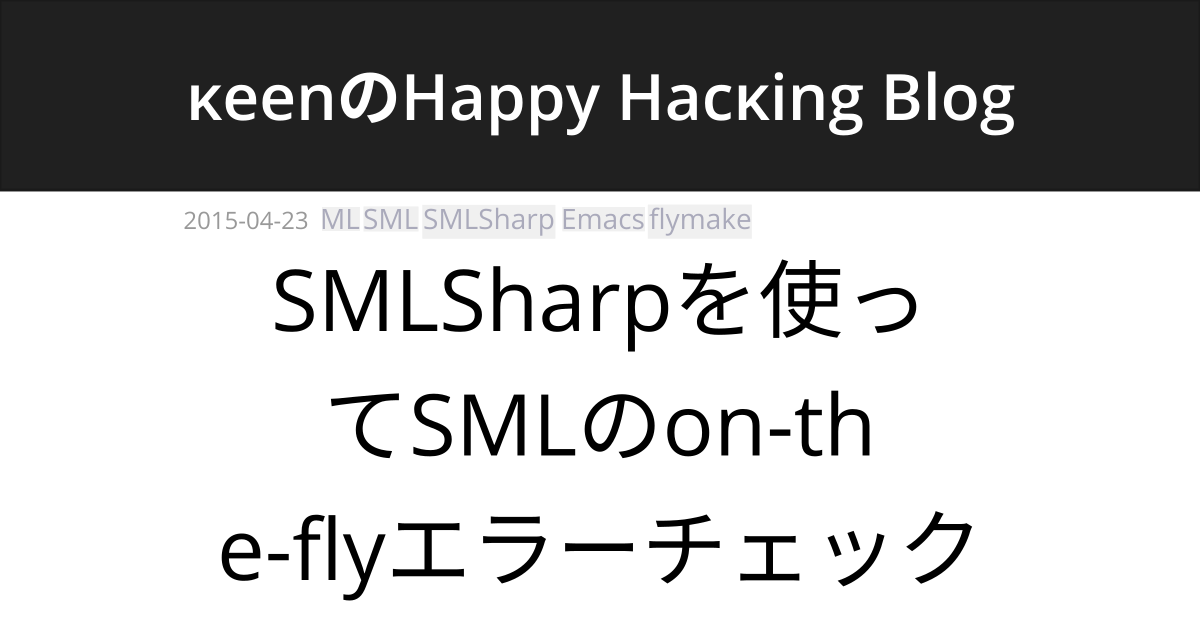 κeenのHappy Hacκing Blog
2015-04-23 ML SML SMLSharp Emacs flymake
SMLSharpを使っ
てSMLのon-th
e-flyエラーチェック